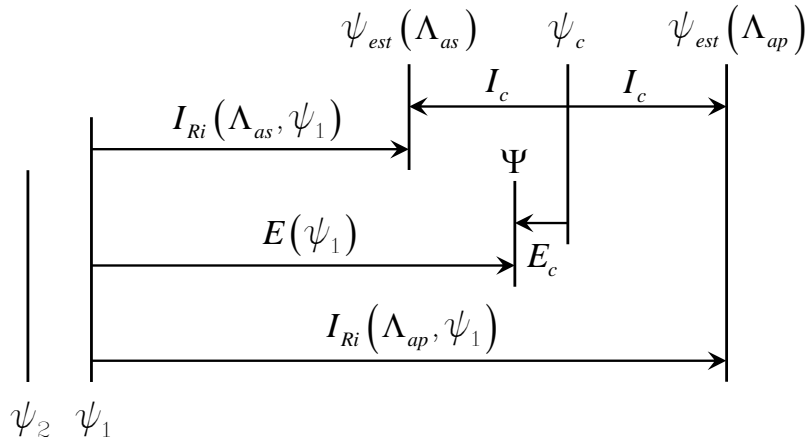 ψ_est(Λ_as) ψ_c ψ_est(Λ_ap)
I_c I_c
I_Ri(Λ_as, ψ_1)
Ψ
E(ψ_1)
E_c
I_Ri(Λ_ap, ψ_1)
ψ_2 ψ_1